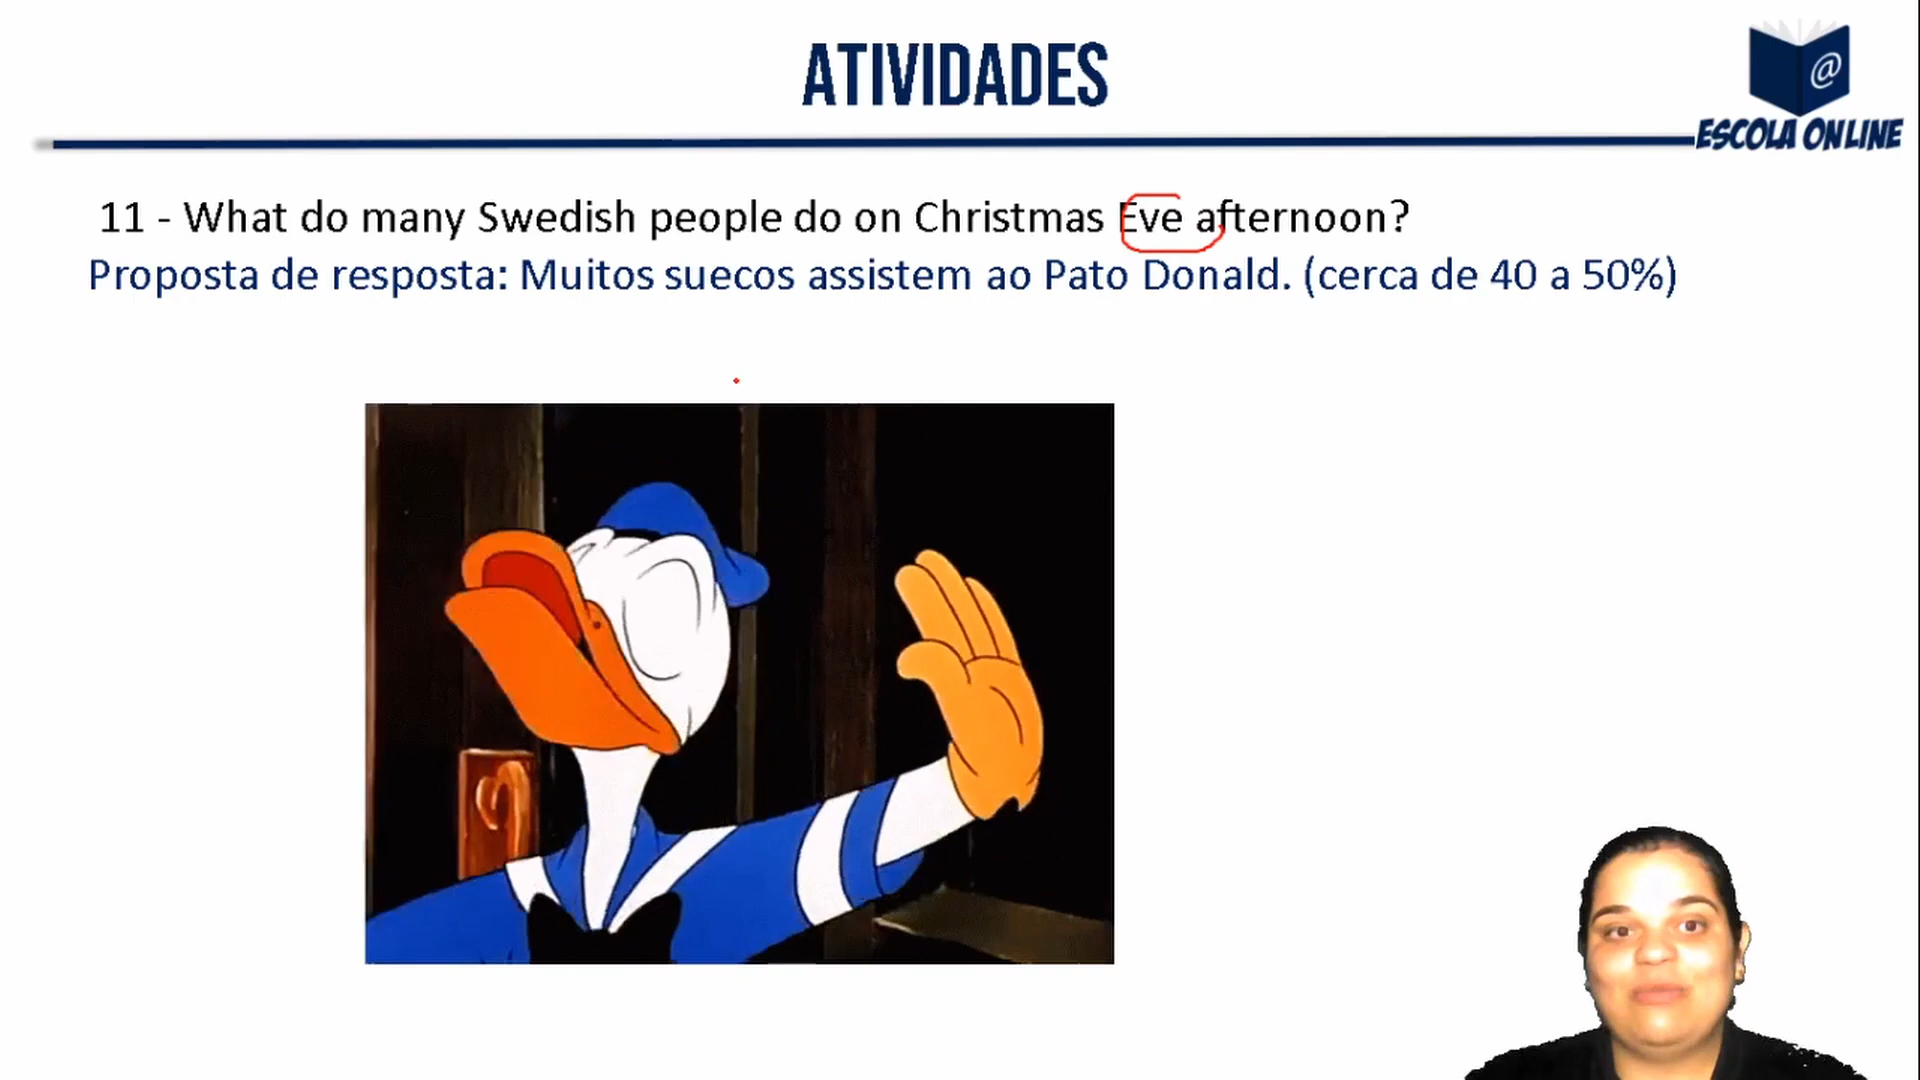 ATIVIDADES
@
ESCOLA ONLINE
11 - What do many Swedish people do on Christmas Eve afternoon?
Proposta de resposta: Muitos suecos assistem ao Pato Donald. (cerca de 40 a 50%)